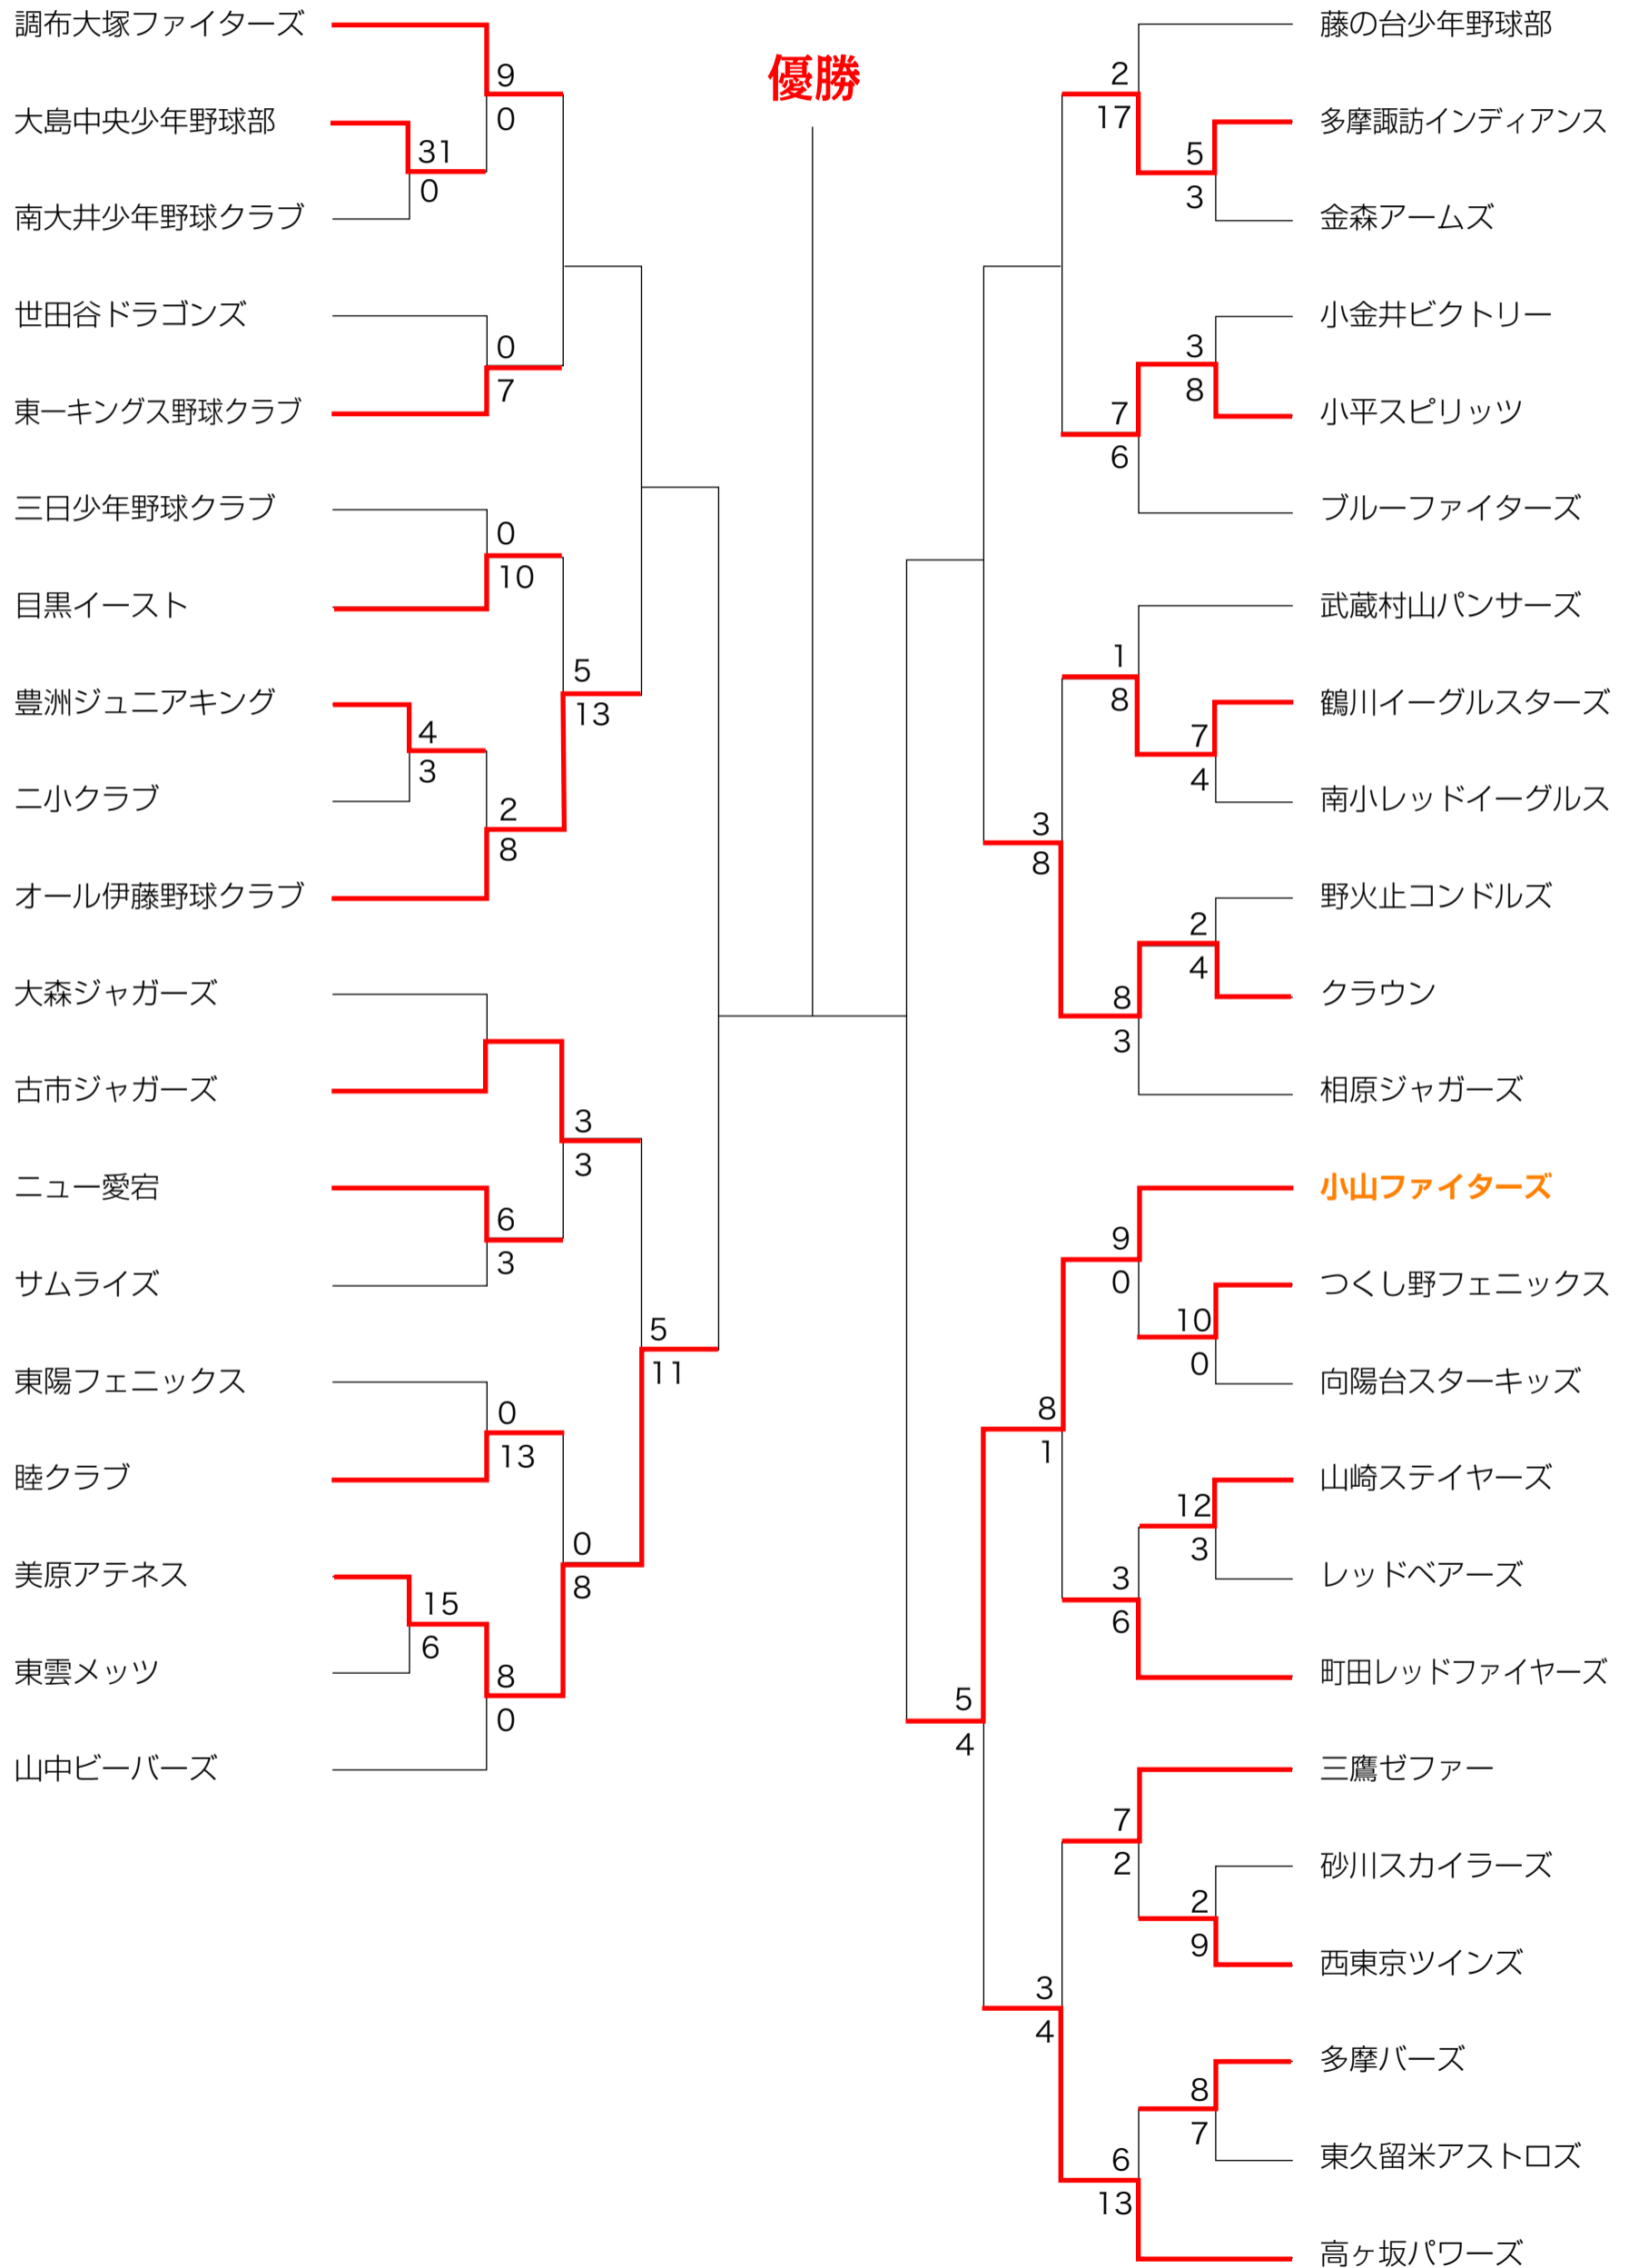 優勝
調布大塚ファイターズ
9
0
大島中央少年野球部
31
0
南大井少年野球クラブ
世田谷ドラゴンズ
0
7
東一キングス野球クラブ
三日少年野球クラブ
0
10
目黒イースト
5
13
豊洲ジュニアキング
4
3
二小クラブ
2
8
オール伊藤野球クラブ
大森ジャガーズ
古市ジャガーズ
3
3
ニュー愛宕
6
3
サムライズ
5
11
東陽フェニックス
0
13
睦クラブ
0
8
美原アテネス
15
6
東雲メッツ
8
0
山中ビーバーズ
藤の台少年野球部
2
17
多摩諏訪インディアンス
5
3
金森アームズ
小金井ビクトリー
3
8
小平スピリッツ
7
6
ブルーファイターズ
武蔵村山パンサーズ
1
8
鶴川イーグルスターズ
7
4
南小レッドイーグルス
3
8
野火止コンドルズ
2
4
クラウン
8
3
相原ジャガーズ
小山ファイターズ
9
0
つくし野フェニックス
10
0
向陽台スターキッズ
8
1
山崎ステイヤーズ
12
3
レッドベアーズ
3
6
町田レッドファイヤーズ
5
4
三鷹ゼファー
7
2
砂川スカイラーズ
2
9
西東京ツインズ
3
4
多摩バーズ
8
7
東久留米アストロズ
6
13
高ヶ坂パワーズ